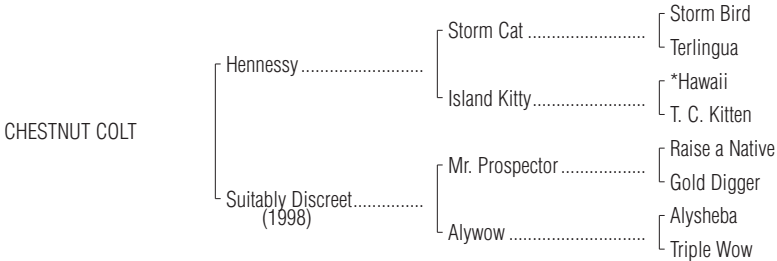 Storm Bird
Storm Cat ..........................
Terlingua
Hennessy ...........................
*Hawaii
Island Kitty.........................
T. C. Kitten
CHESTNUT COLT
Raise a Native
Mr. Prospector ...................
Gold Digger
Suitably Discreet...............
(1998)
Alysheba
Alywow ..............................
Triple Wow